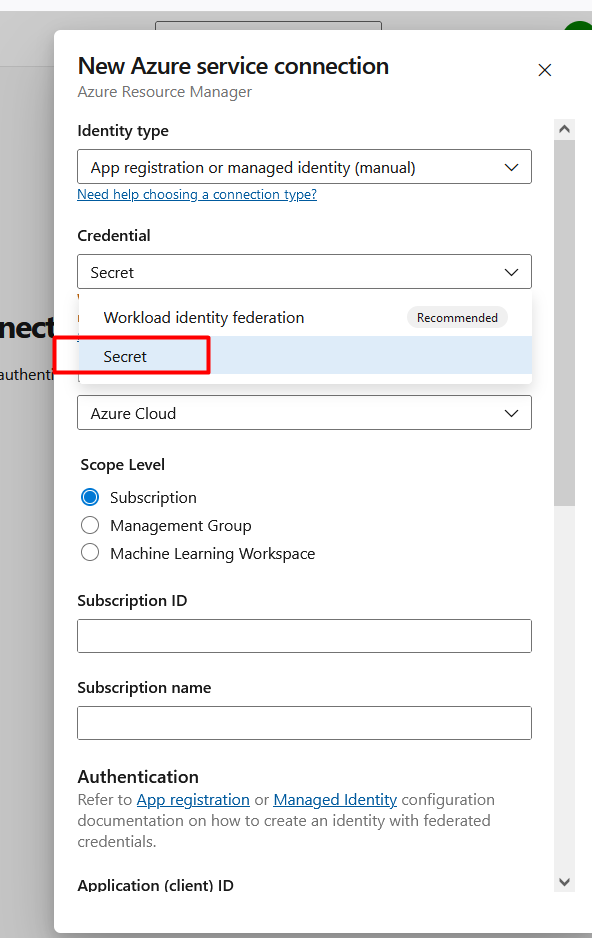 New Azure service connection
Azure Resource Manager
Identity type
App registration or managed identity (manual)
Need help choosing a connection type?
Credential
Secret
Workload identity federation Recommended
Secret
Azure Cloud
Scope Level
Subscription
Management Group
Machine Learning Workspace
Subscription ID
Subscription name
Authentication
Refer to App registration or Managed Identity configuration
documentation on how to create an identity with federated
credentials.
Application (client) ID
nect
authenti